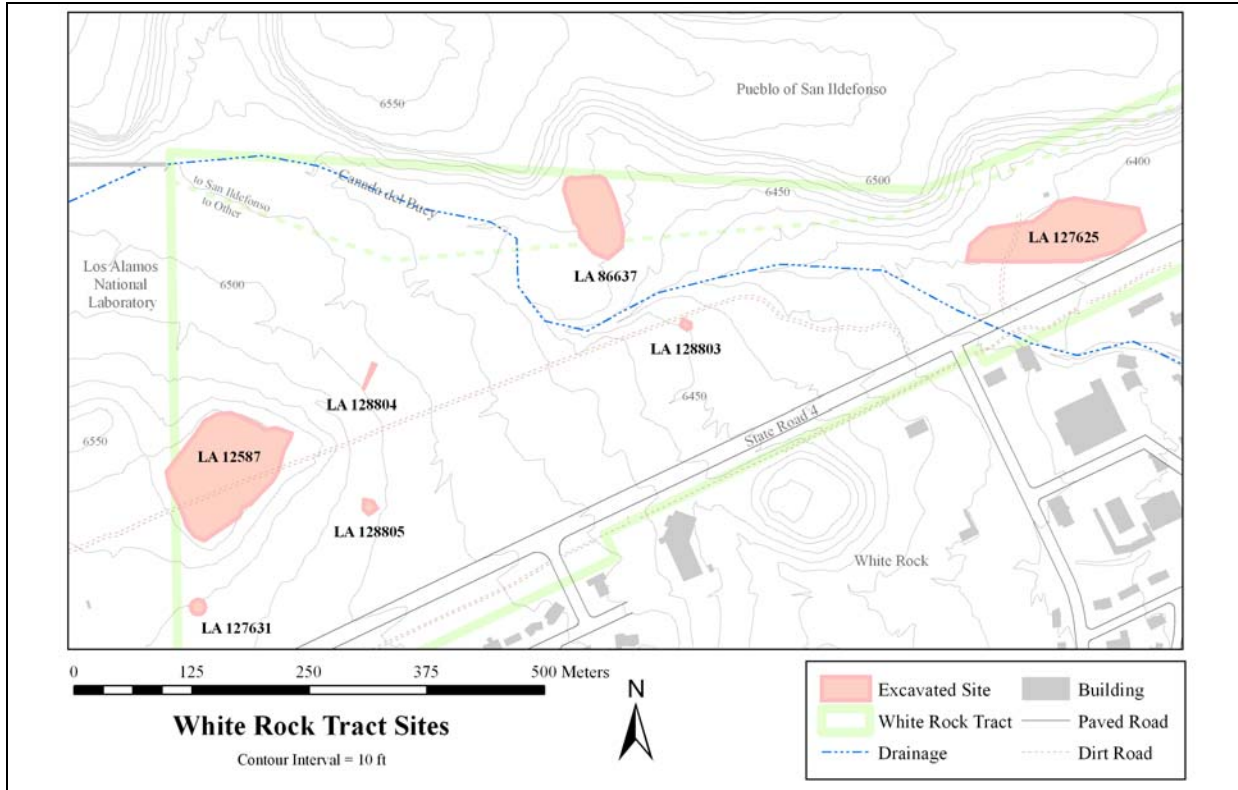 6550
Pueblo of San Ildefonso
6400
6500
6450
to San Ildefonso
to Other
Canada del Buey
LA 127625
LA 86637
Los Alamos
National
Laboratory
6500
LA 128803
6450
LA 128804
State Road 4
6550
LA 12587
LA 128805
White Rock
LA 127631
0 125 250 375 500 Meters
N
White Rock Tract Sites
Contour Interval = 10 ft
Excavated Site
Building
White Rock Tract
Paved Road
Drainage
Dirt Road